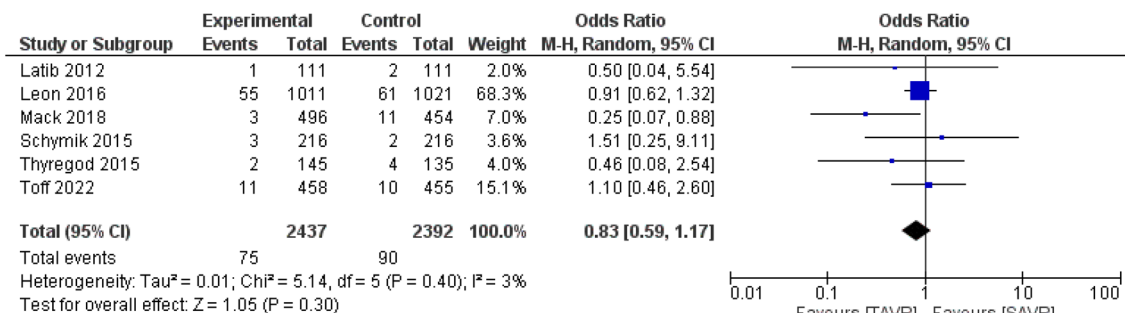 Experimental Control Odds Ratio Odds Ratio
Study or Subgroup Events Total Events Total Weight M-H, Random, 95% CI M-H, Random, 95% CI
Latib 2012 1 111 2 111 2.0% 0.50 [0.04, 5.54]
Leon 2016 55 1011 61 1021 68.3% 0.91 [0.62, 1.32]
Mack 2018 3 496 11 454 7.0% 0.25 [0.07, 0.88]
Schymik 2015 3 216 2 216 3.6% 1.51 [0.25, 9.11]
Thyregod 2015 2 145 4 135 4.0% 0.46 [0.08, 2.54]
Toff 2022 11 458 10 455 15.1% 1.10 [0.46, 2.60]
Total (95% CI) 2437 2392 100.0% 0.83 [0.59, 1.17]
Total events 75 90
Heterogeneity: Tau² = 0.01; Chi² = 5.14, df = 5 (P = 0.40); I² = 3%
Test for overall effect: Z = 1.05 (P = 0.30)
0.01 0.1 1 10 100
Favours [TAVR] Favours [SAVR]